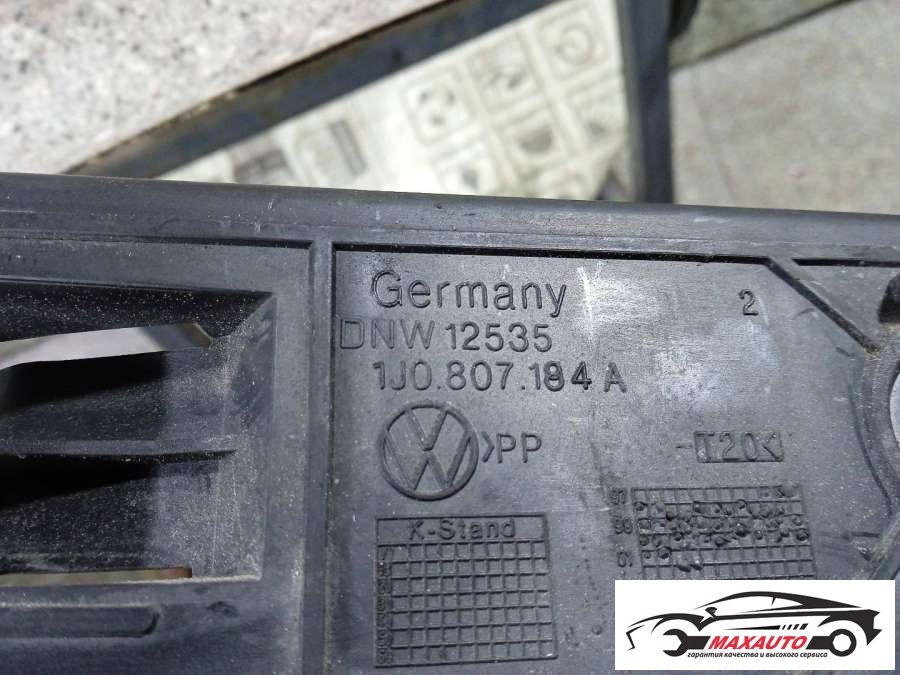 Germany
2
DNW 12535
1J0.807.184 A
>PP
-T20<
K-Stand
97
98
01
MAXAUTO
гарантия качества и высокого сервиса